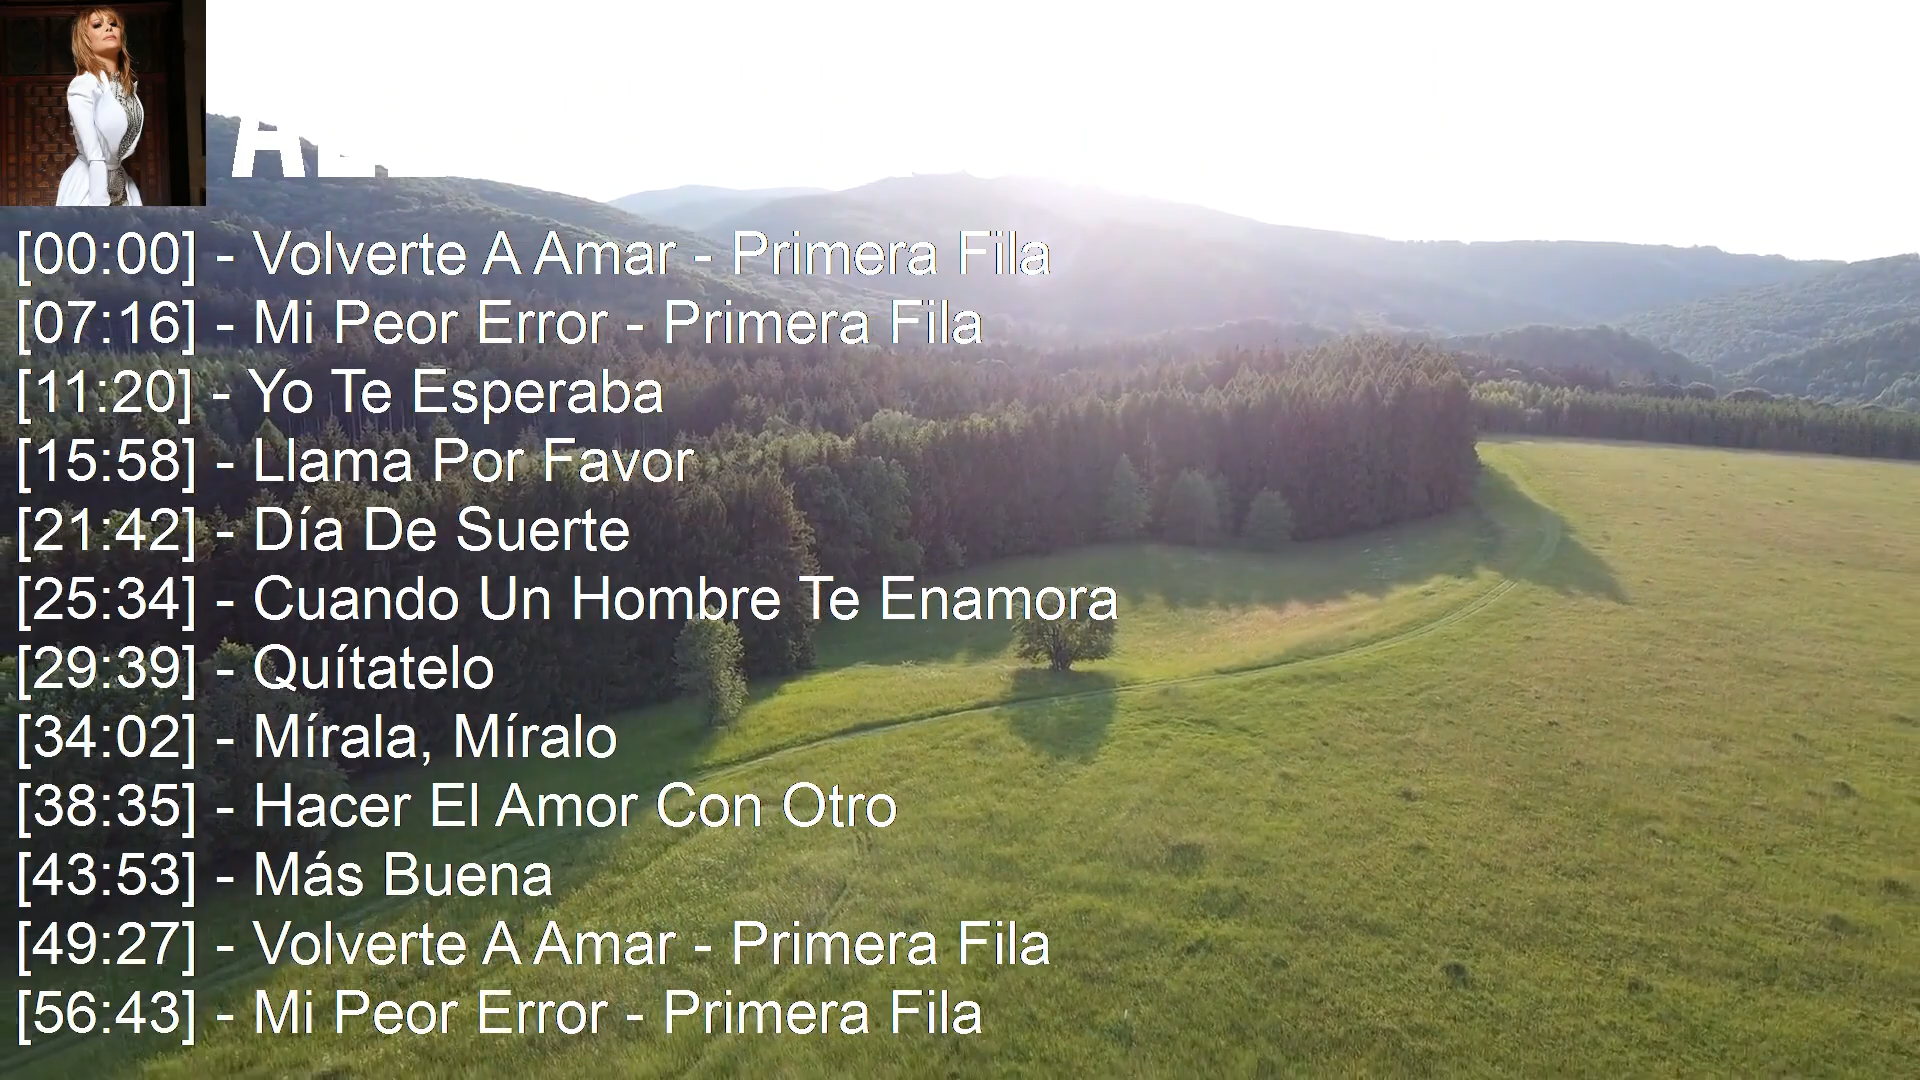 [00:00] - Volverte A Amar - Primera Fila
[07:16] - Mi Peor Error - Primera Fila
[11:20] - Yo Te Esperaba
[15:58] - Llama Por Favor
[21:42] - Día De Suerte
[25:34] - Cuando Un Hombre Te Enamora
[29:39] - Quítatelo
[34:02] - Mírala, Míralo
[38:35] - Hacer El Amor Con Otro
[43:53] - Más Buena
[49:27] - Volverte A Amar - Primera Fila
[56:43] - Mi Peor Error - Primera Fila